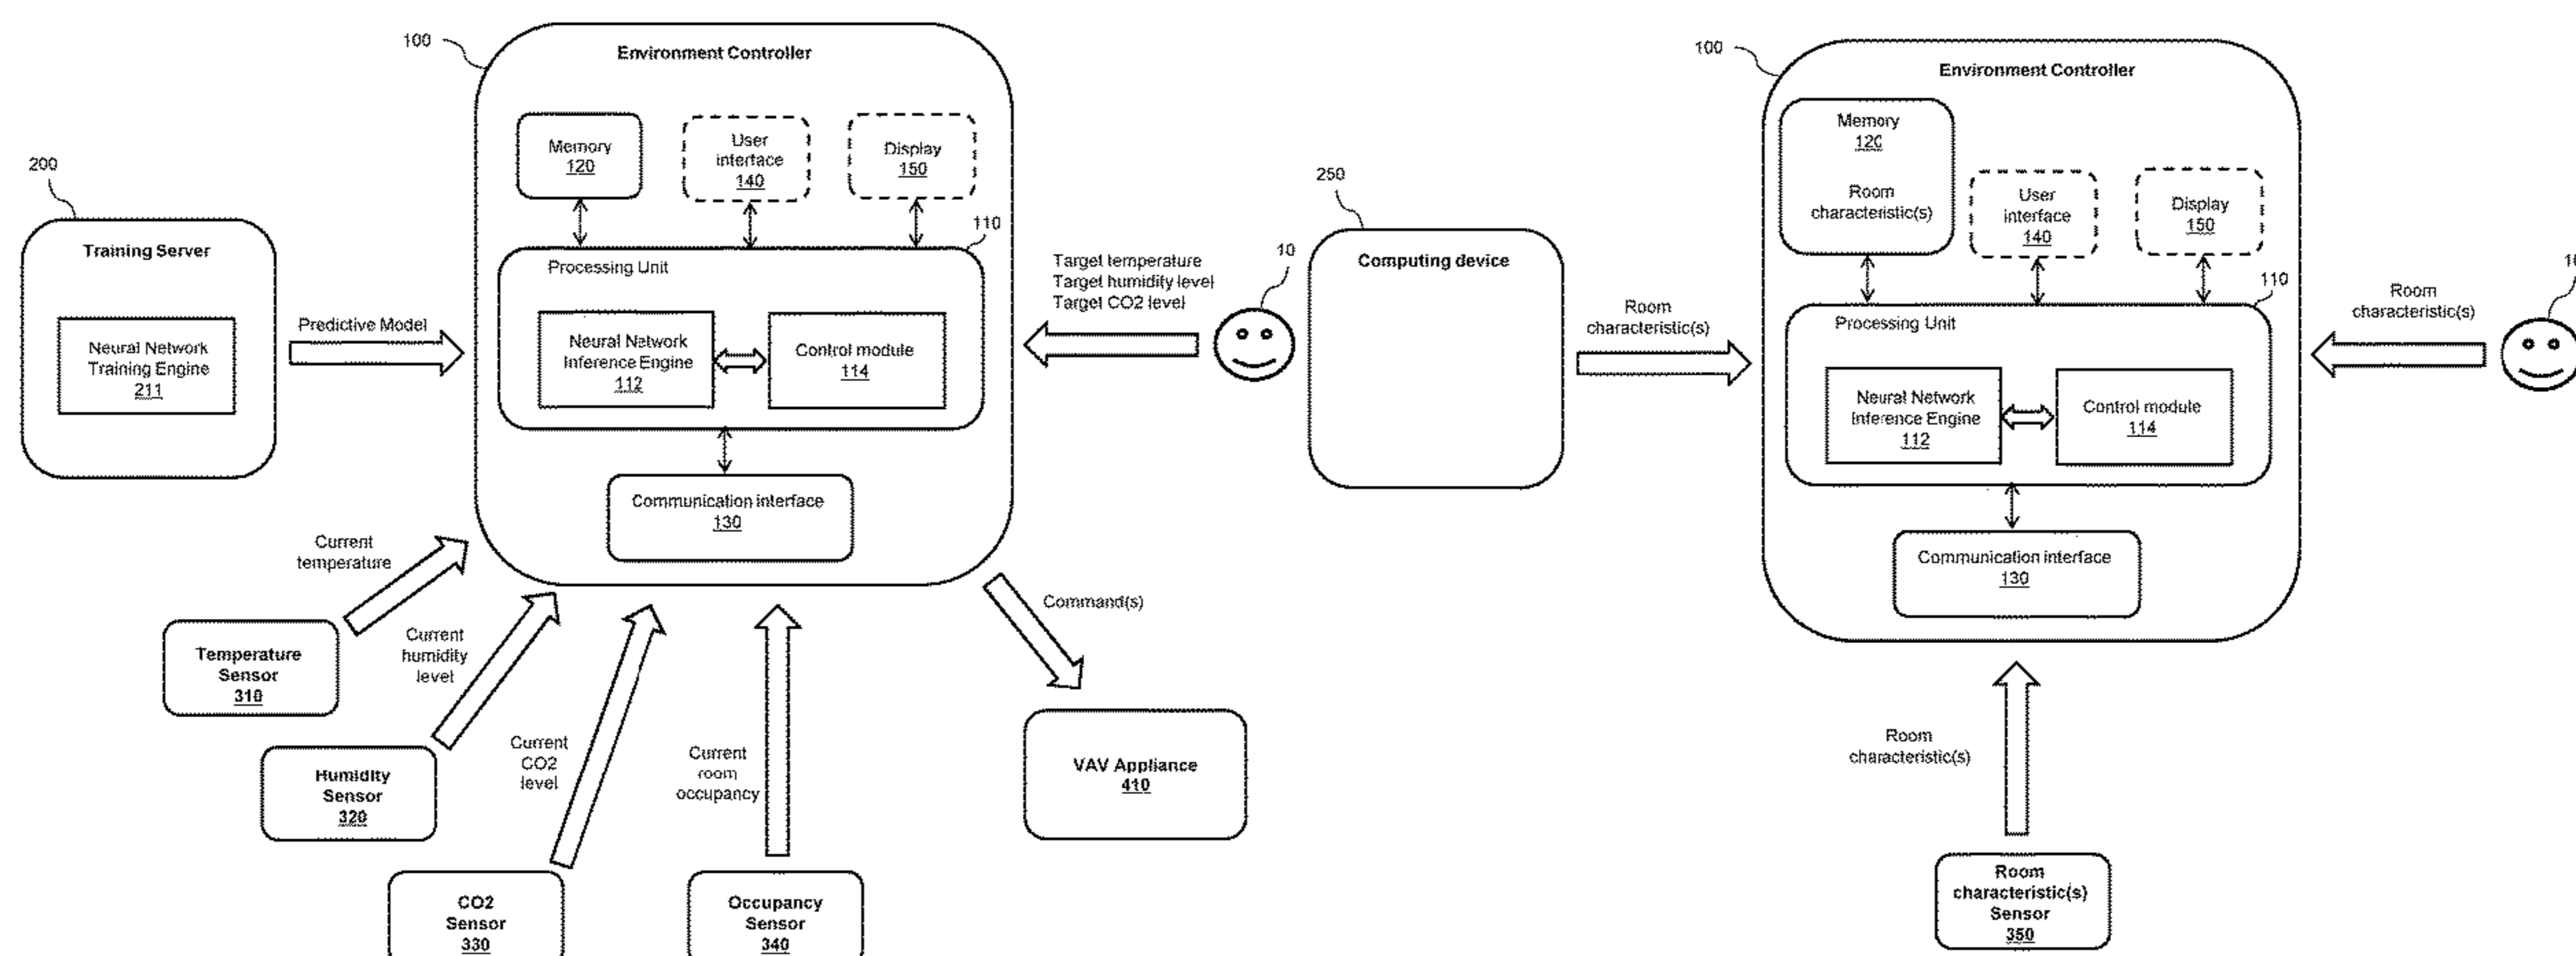 100
Environment Controller
Memory
120
User
interface
140
Display
150
200
110
Training Server
Processing Unit
Neural Network
Training Engine
211
Predictive Model
Neural Network
Inference Engine
112
Control module
114
Target temperature
Target humidity level
Target CO2 level
10
Communication interface
130
Current
temperature
Temperature
Sensor
310
Current
humidity
level
Humidity
Sensor
320
Current
CO2
level
CO2
Sensor
330
Current
room
occupancy
Occupancy
Sensor
340
Command(s)
VAV Appliance
410
250
Computing device
Room
characteristic(s)
100
Environment Controller
Memory
120
Room
characteristic(s)
User
interface
140
Display
150
110
Processing Unit
Neural Network
Inference Engine
112
Control module
114
Communication interface
130
Room
characteristic(s)
Room
characteristic(s)
Room
characteristic(s)
Sensor
350